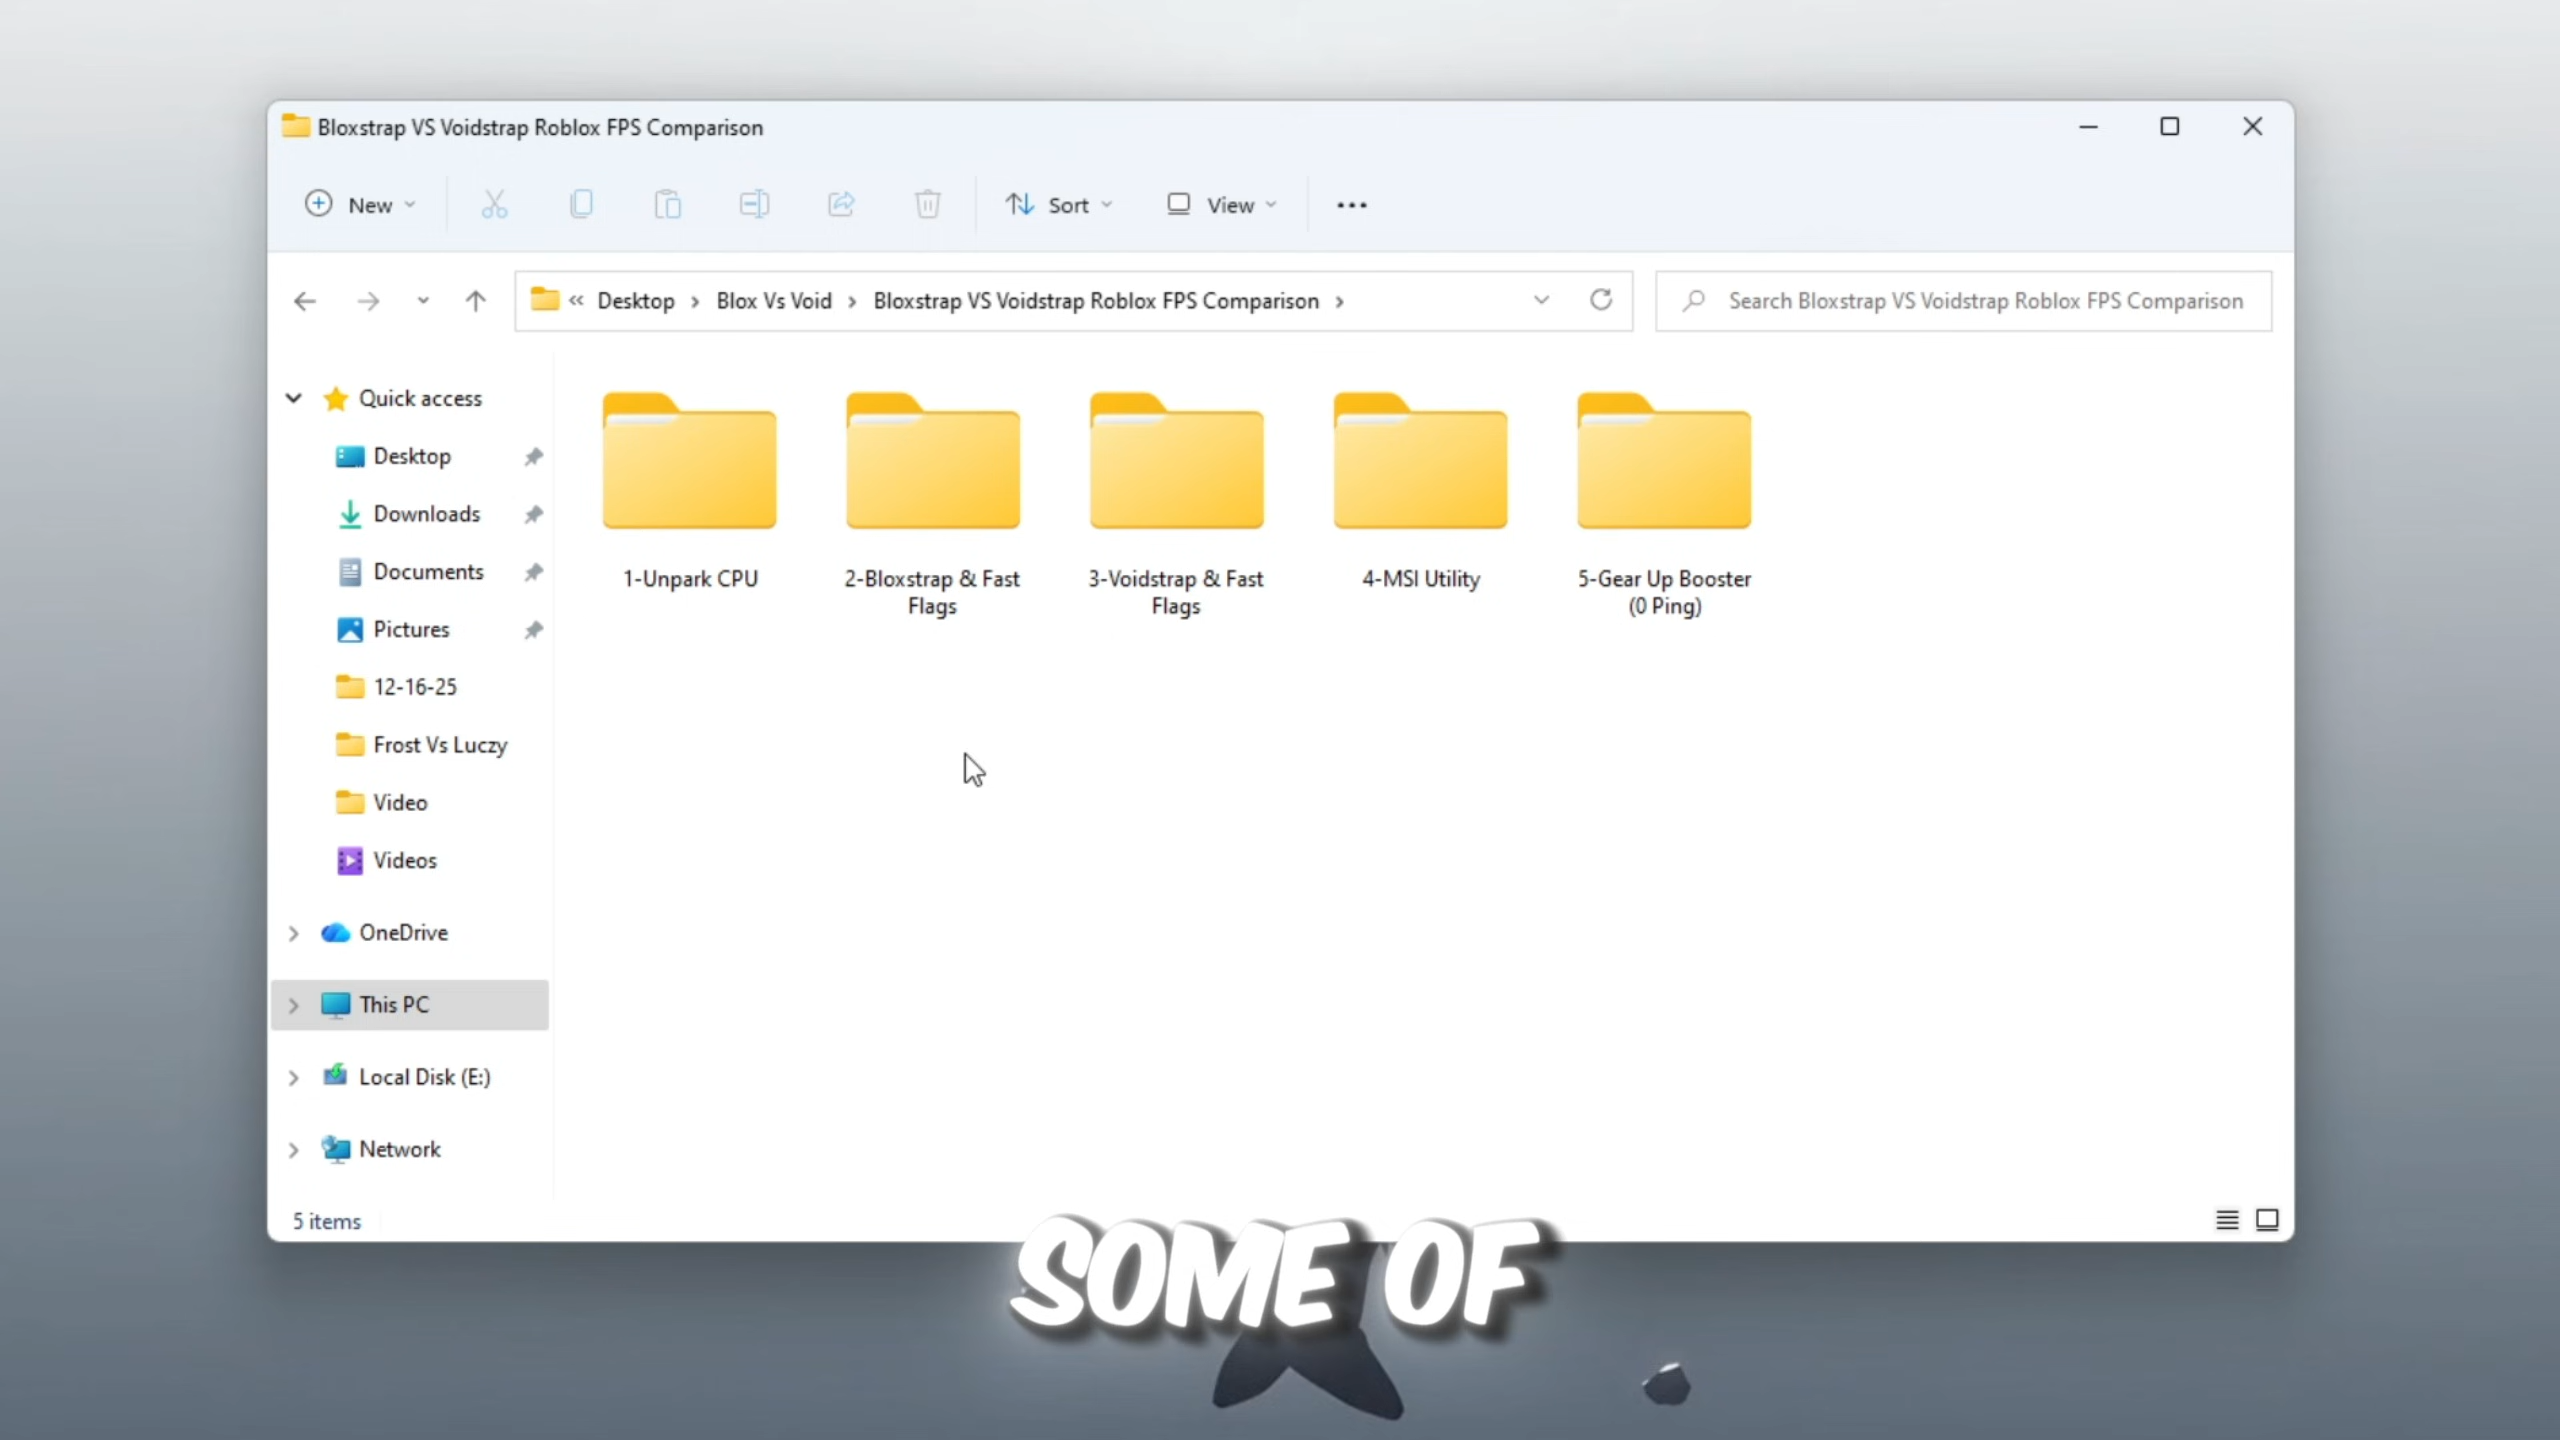 Bloxstrap VS Voidstrap Roblox FPS Comparison
New
Sort
View
« Desktop > Blox Vs Void > Bloxstrap VS Voidstrap Roblox FPS Comparison >
Search Bloxstrap VS Voidstrap Roblox FPS Comparison
Quick access
Desktop
Downloads
Documents
Pictures
12-16-25
Frost Vs Luczy
Video
Videos
OneDrive
This PC
Local Disk (E:)
Network
1-Unpark CPU
2-Bloxstrap & Fast
Flags
3-Voidstrap & Fast
Flags
4-MSI Utility
5-Gear Up Booster
(0 Ping)
5 items
SOME OF